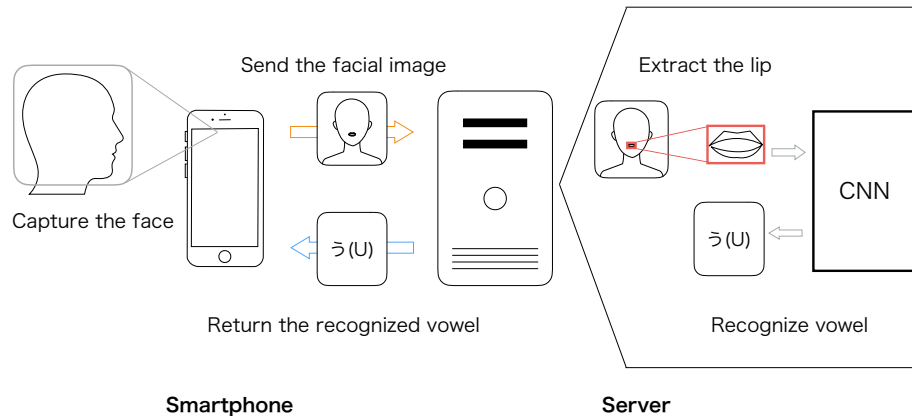 Send the facial image
Extract the lip
CNN
Capture the face
う(U)
う(U)
Return the recognized vowel
Recognize vowel
Smartphone
Server